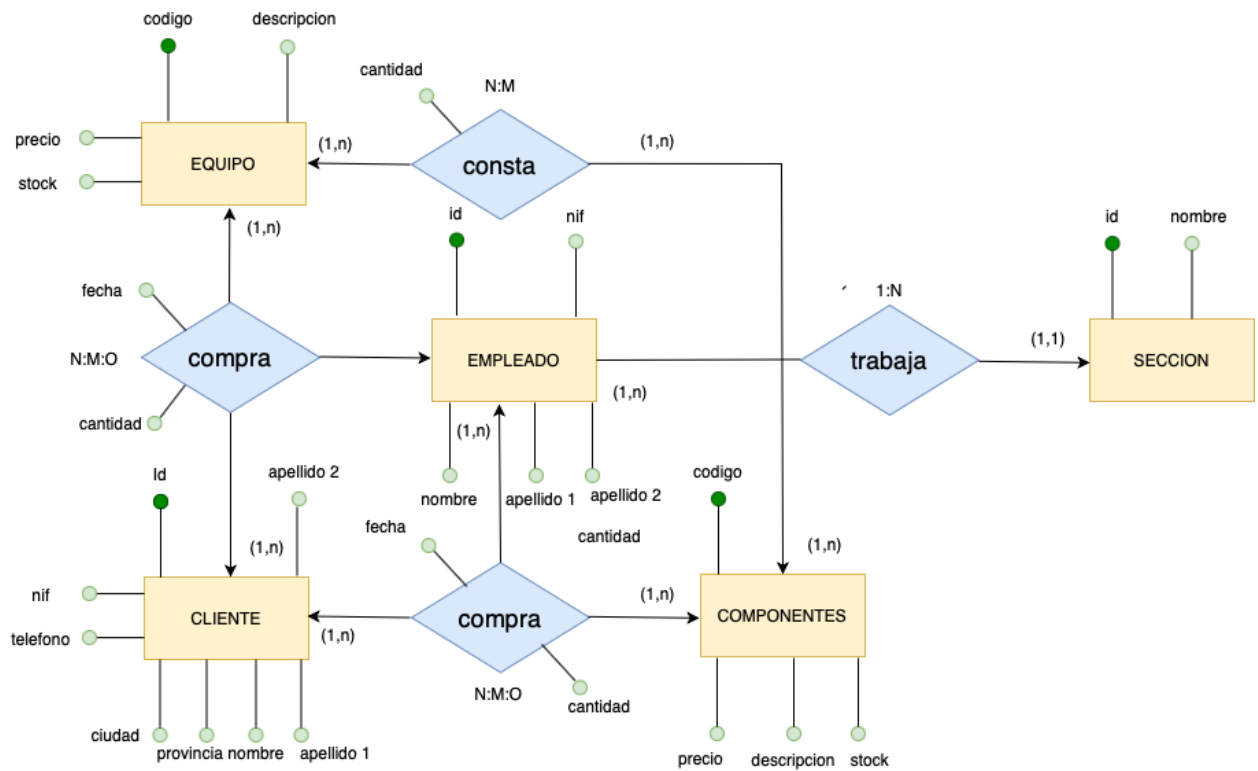 codigo
descripcion
cantidad
N:M
precio
(1,n)
(1,n)
EQUIPO
consta
stock
id
nif
id
nombre
(1,n)
fecha
1:N
N:M:O
compra
EMPLEADO
trabaja
(1,1)
SECCION
(1,n)
cantidad
(1,n)
Id
apellido 2
codigo
nombre
apellido 1
apellido 2
fecha
cantidad
(1,n)
(1,n)
nif
(1,n)
CLIENTE
compra
COMPONENTES
telefono
(1,n)
N:M:O
cantidad
ciudad
provincia
nombre
apellido 1
precio
descripcion
stock